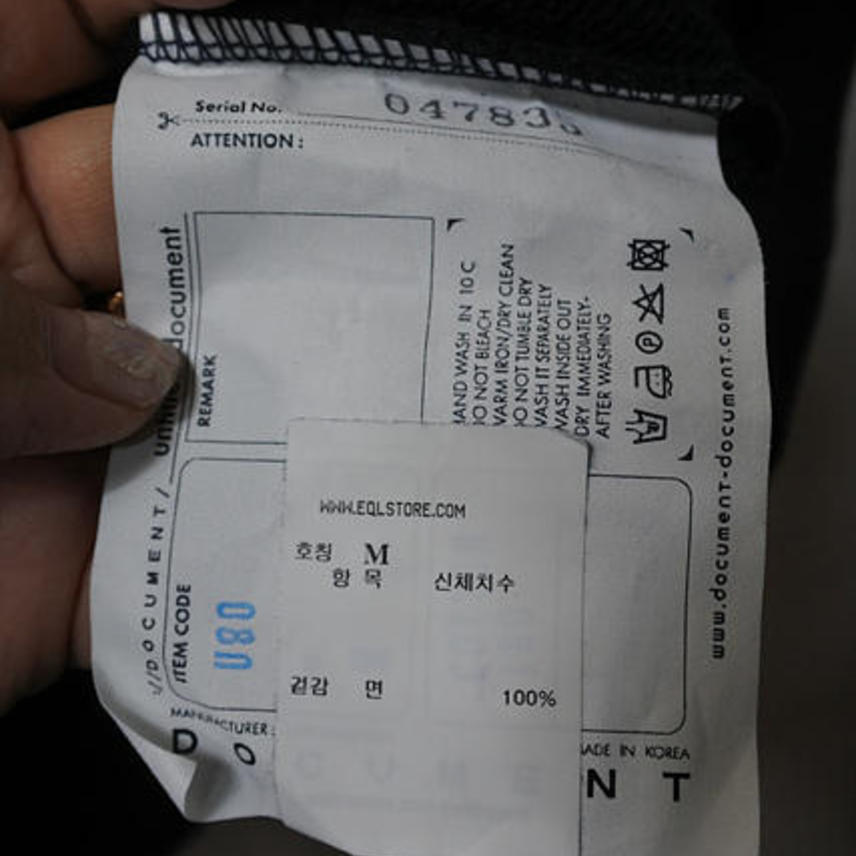 Serial No. 04783
ATTENTION :
document
REMARK
HAND WASH IN 10 C
DO NOT BLEACH
WARM IRON/DRY CLEAN
DO NOT TUMBLE DRY
WASH IT SEPARATELY
WASH INSIDE OUT
DRY IMMEDIATELY-
AFTER WASHING
www.document-document.com
//DOCUMENT/
ITEM CODE
U80
WWW.EQLSTORE.COM
호칭 M
항 목 신체치수
겉감 면 100%
MANUFACTURER :
MADE IN KOREA
D O C U M E N T